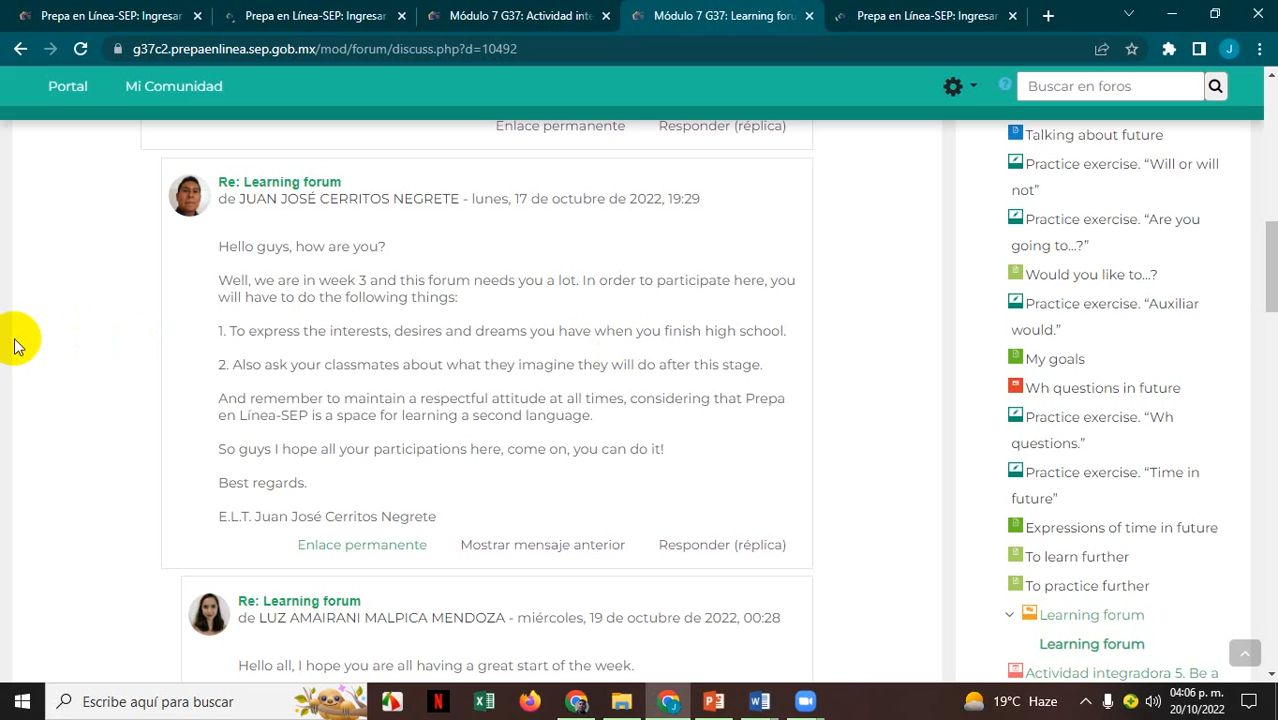 Prepa en Línea-SEP: Ingresar
Prepa en Línea-SEP: Ingresar
Módulo 7 G37: Actividad inte
Módulo 7 G37: Learning foru
Prepa en Línea-SEP: Ingresar
g37c2.prepaenlinea.sep.gob.mx/mod/forum/discuss.php?d=10492
J
Portal
Mi Comunidad
Buscar en foros
Enlace permanente
Responder (réplica)
Re: Learning forum
de JUAN JOSÉ CERRITOS NEGRETE - lunes, 17 de octubre de 2022, 19:29
Hello guys, how are you?
Well, we are in week 3 and this forum needs you a lot. In order to participate here, you
will have to do the following things:
1. To express the interests, desires and dreams you have when you finish high school.
2. Also ask your classmates about what they imagine they will do after this stage.
And remember to maintain a respectful attitude at all times, considering that Prepa
en Línea-SEP is a space for learning a second language.
So guys I hope all your participations here, come on, you can do it!
Best regards.
E.L.T. Juan José Cerritos Negrete
Enlace permanente
Mostrar mensaje anterior
Responder (réplica)
Re: Learning forum
de LUZ AMAIRANI MALPICA MENDOZA - miércoles, 19 de octubre de 2022, 00:28
Hello all, I hope you are all having a great start of the week.
Talking about future
Practice exercise. “Will or will
not”
Practice exercise. “Are you
going to...?”
Would you like to...?
Practice exercise. “Auxiliar
would.”
My goals
Wh questions in future
Practice exercise. “Wh
questions.”
Practice exercise. “Time in
future”
Expressions of time in future
To learn further
To practice further
Learning forum
Learning forum
Actividad integradora 5. Be a
Escribe aquí para buscar
19°C Haze
04:06 p. m.
20/10/2022